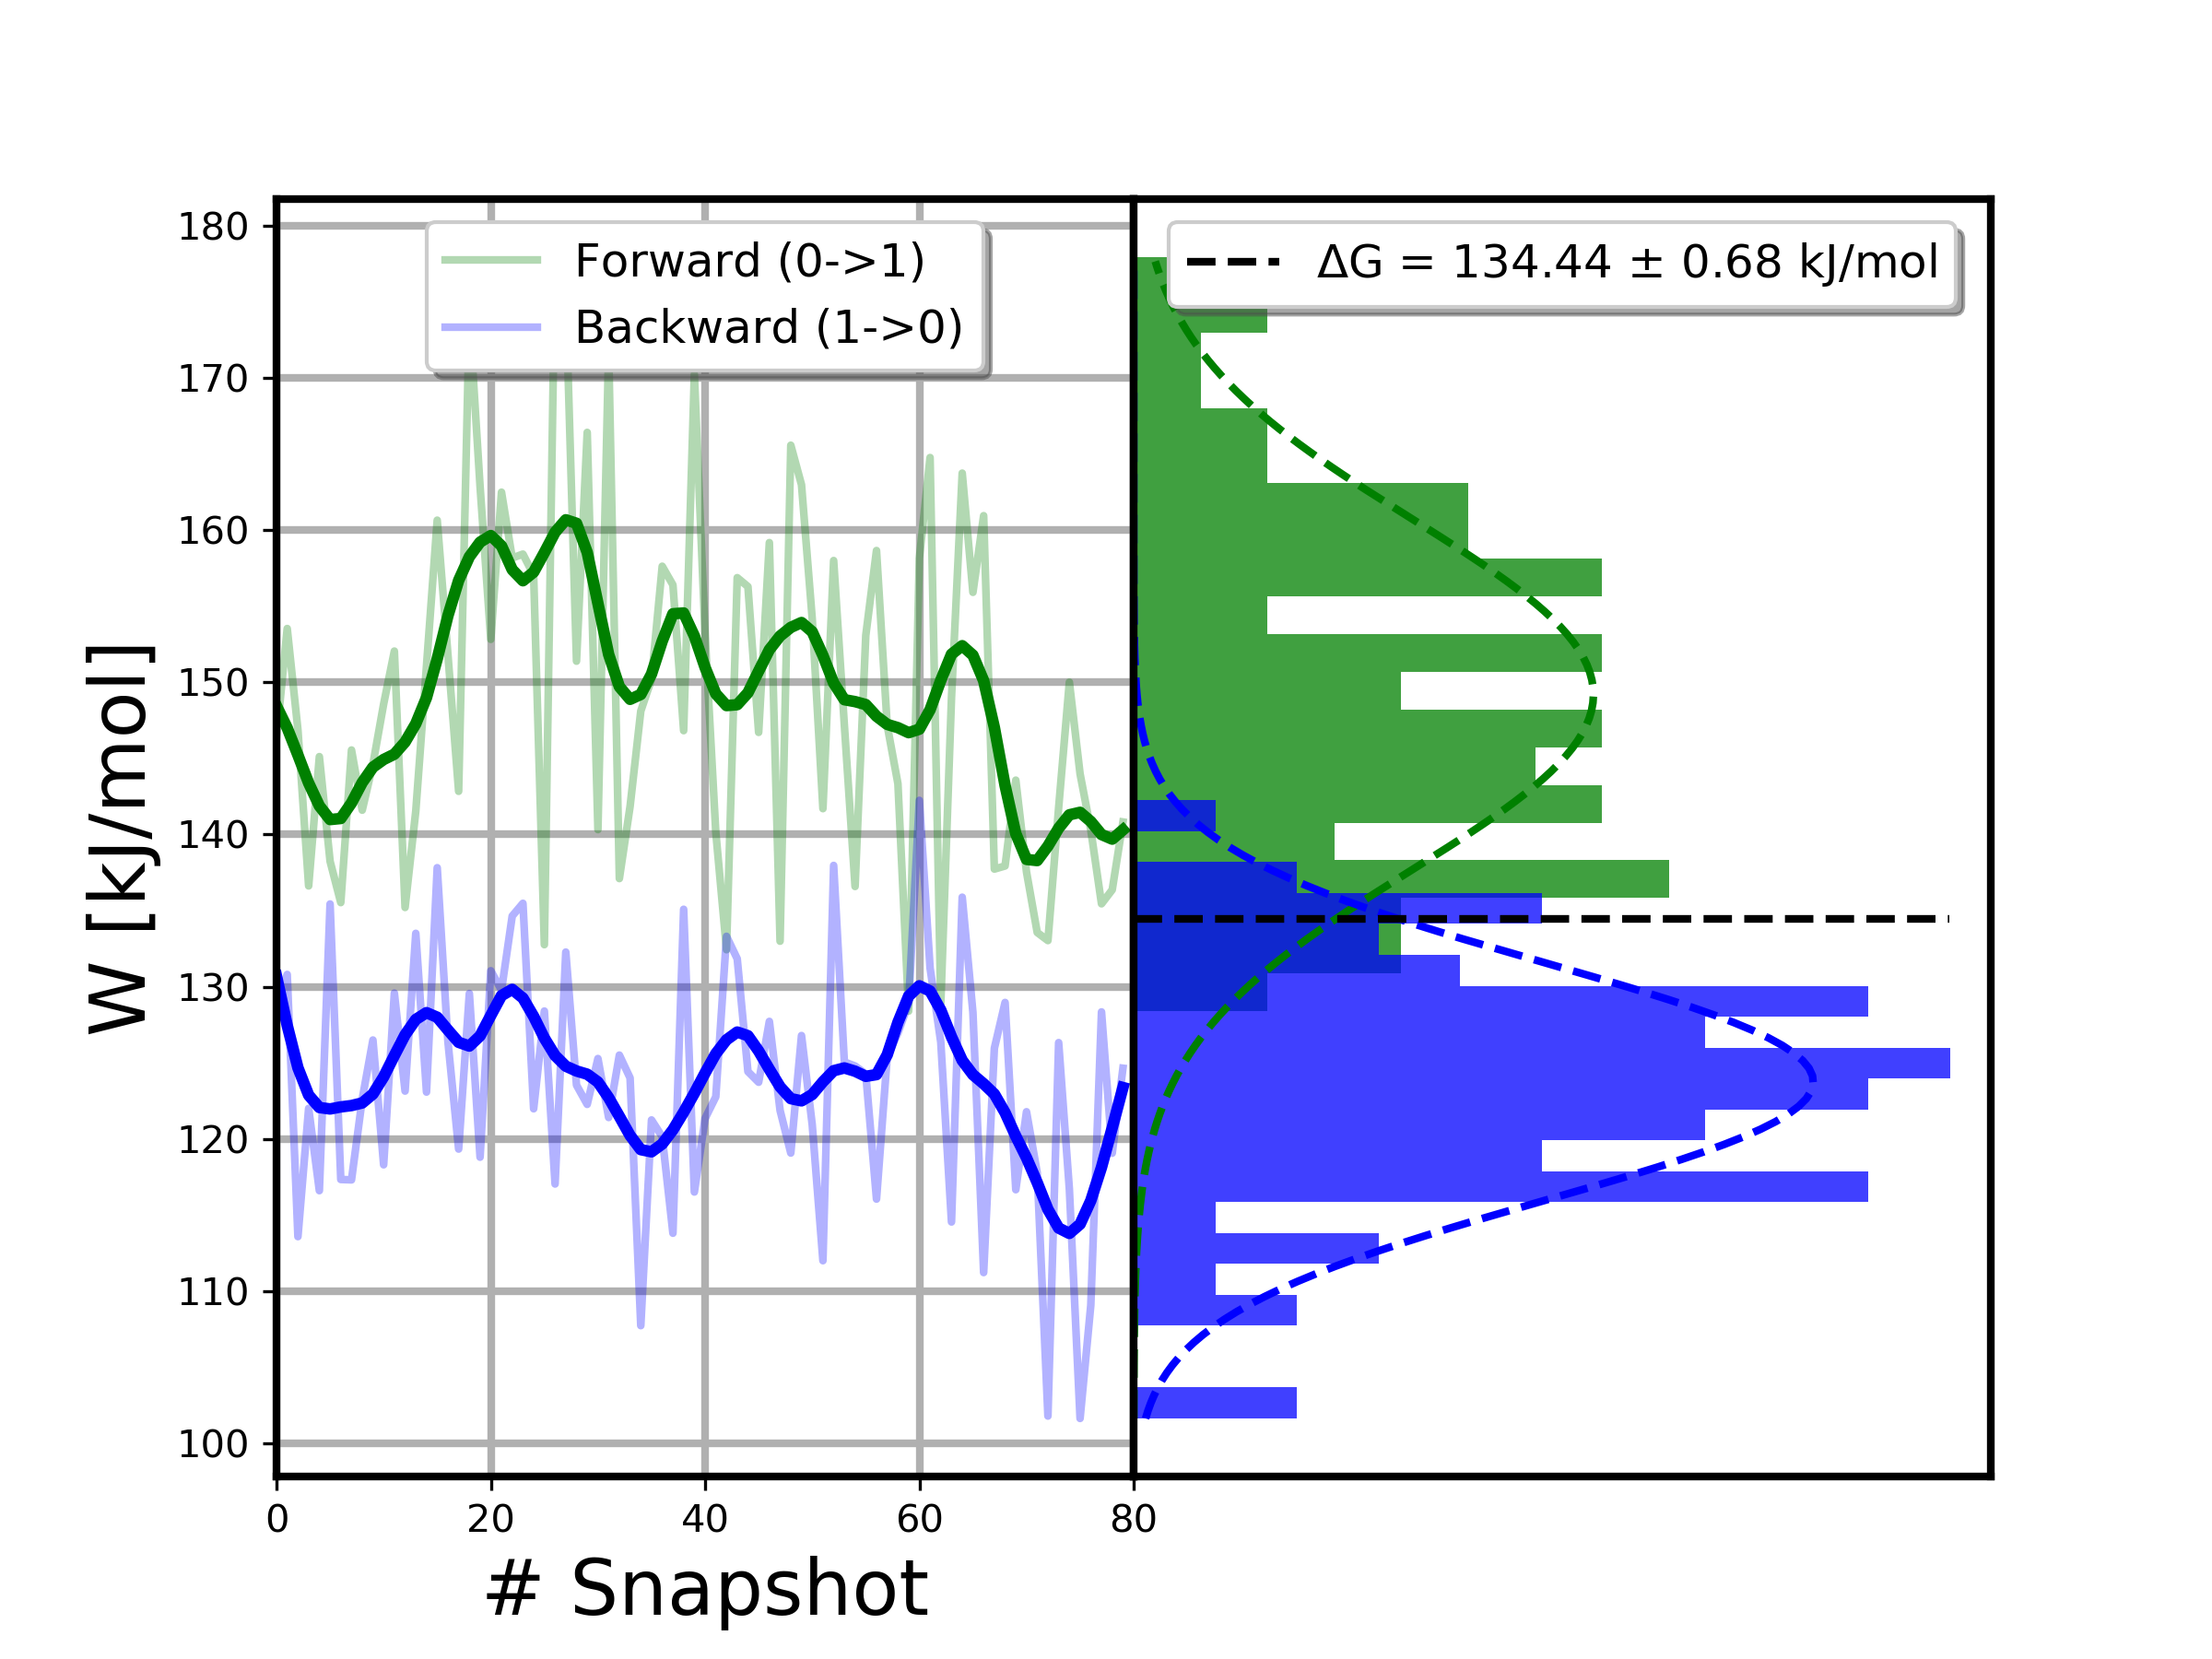 Forward (0->1)
Backward (1->0)
ΔG = 134.44 ± 0.68 kJ/mol
180
170
160
150
140
130
120
110
100
W [kJ/mol]
0 20 40 60 80
# Snapshot